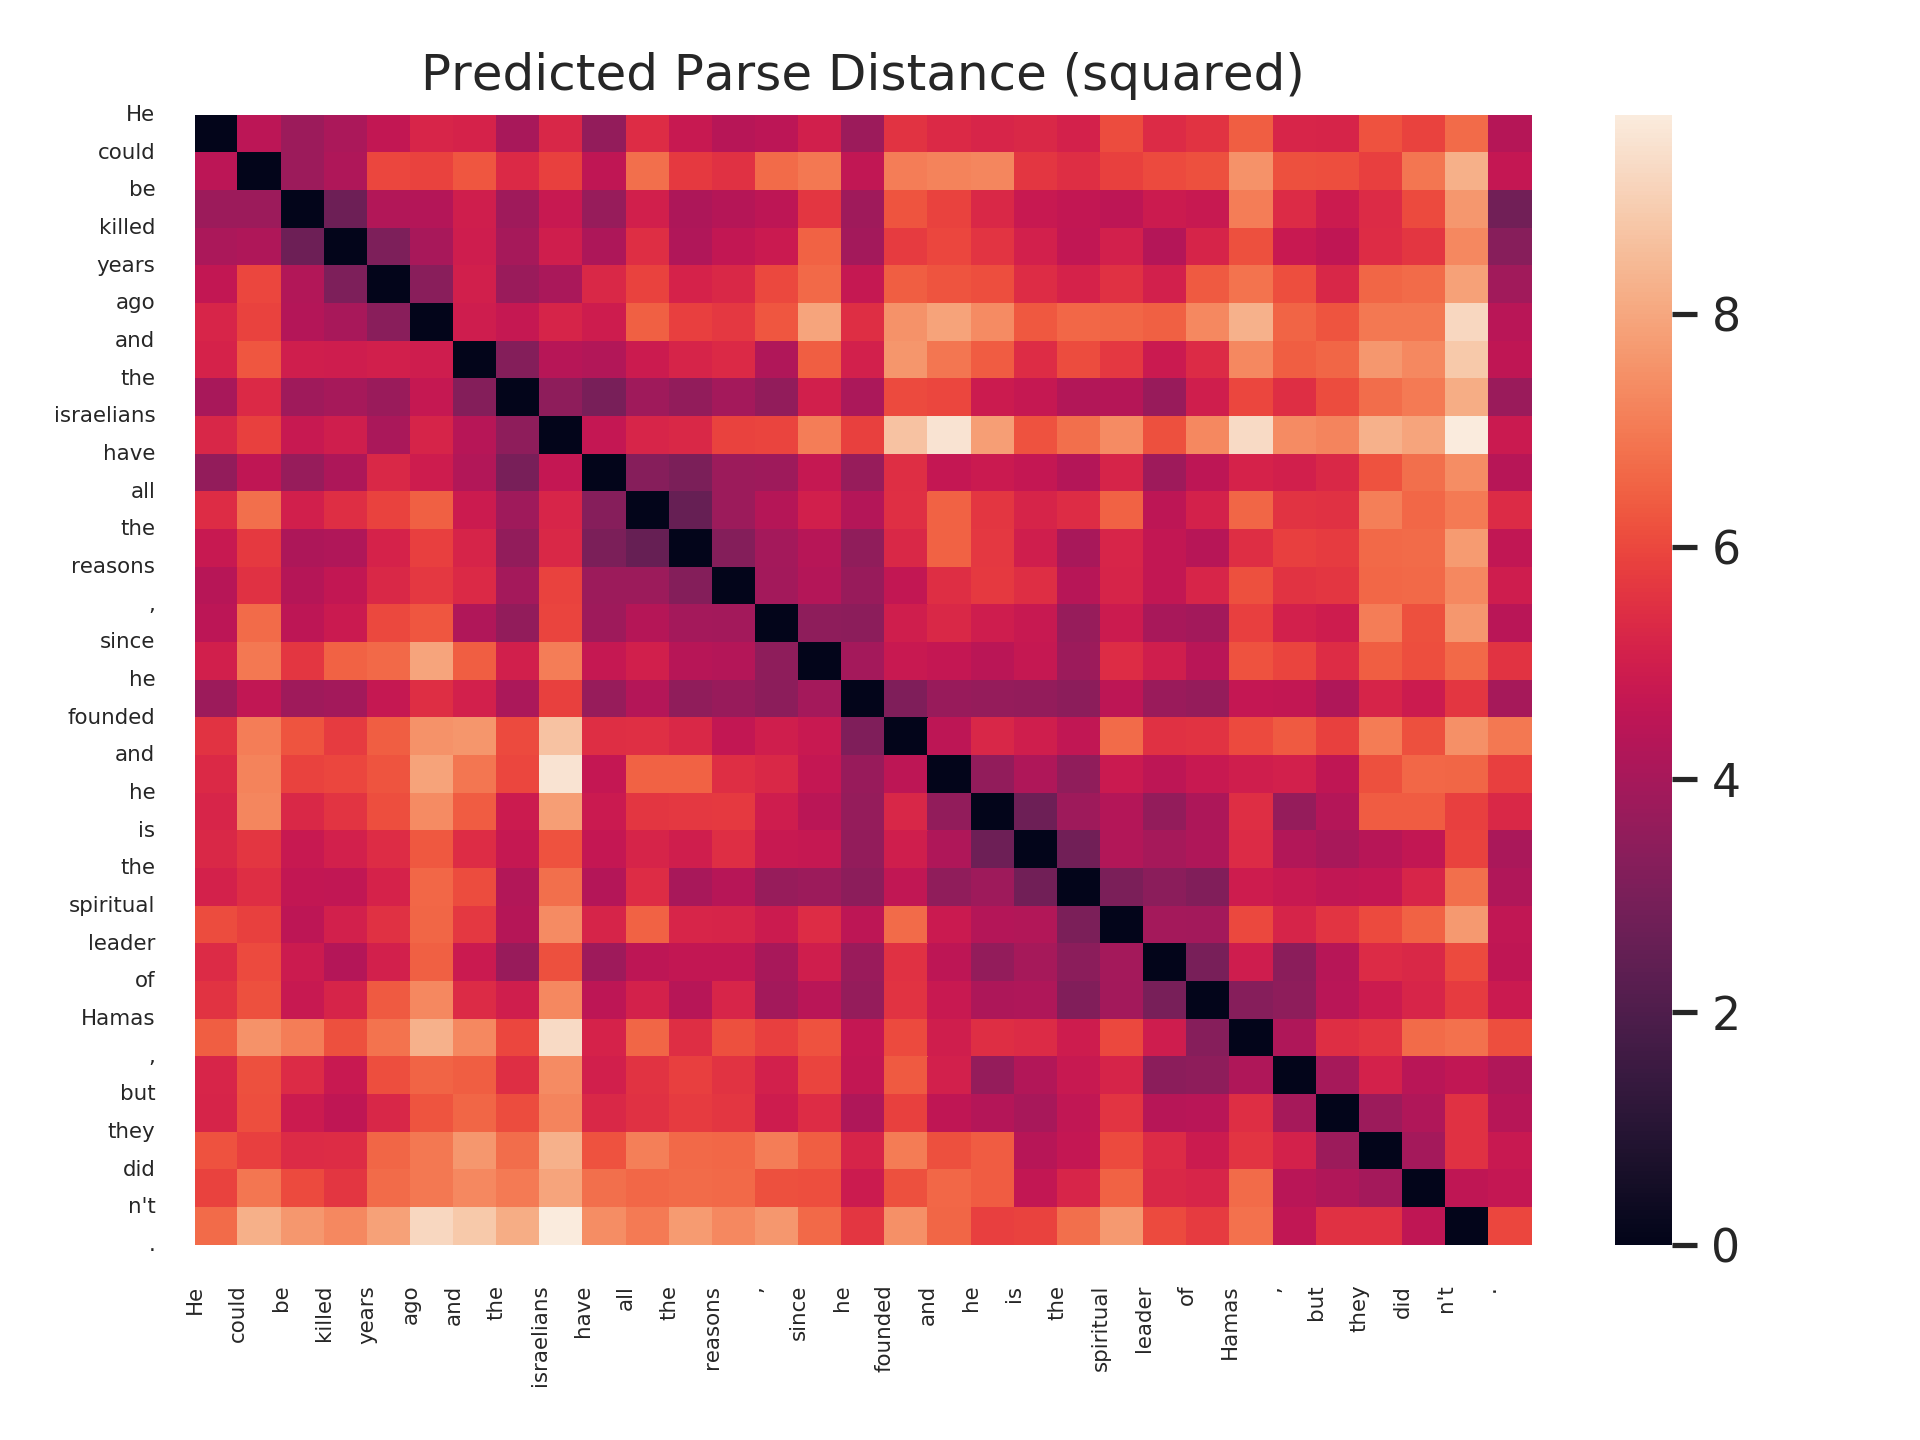 Predicted Parse Distance (squared)
He
could
be
killed
years
ago
and
the
israelians
have
all
the
reasons
,
since
he
founded
and
he
is
the
spiritual
leader
of
Hamas
,
but
they
did
n't
.
8
6
4
2
0
He
could
be
killed
years
ago
and
the
israelians
have
all
the
reasons
,
since
he
founded
and
he
is
the
spiritual
leader
of
Hamas
,
but
they
did
n't
.